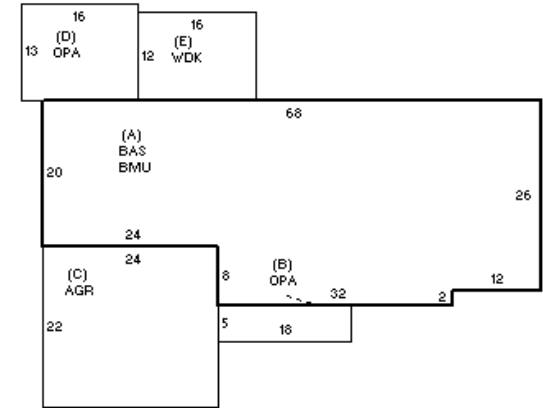 16
(D)
13 OPA
16
(E)
12 WDK
68
(A)
BAS
BMU
20
26
24
24
(C)
AGR
8
(B)
OPA
32
2
12
22
5
18